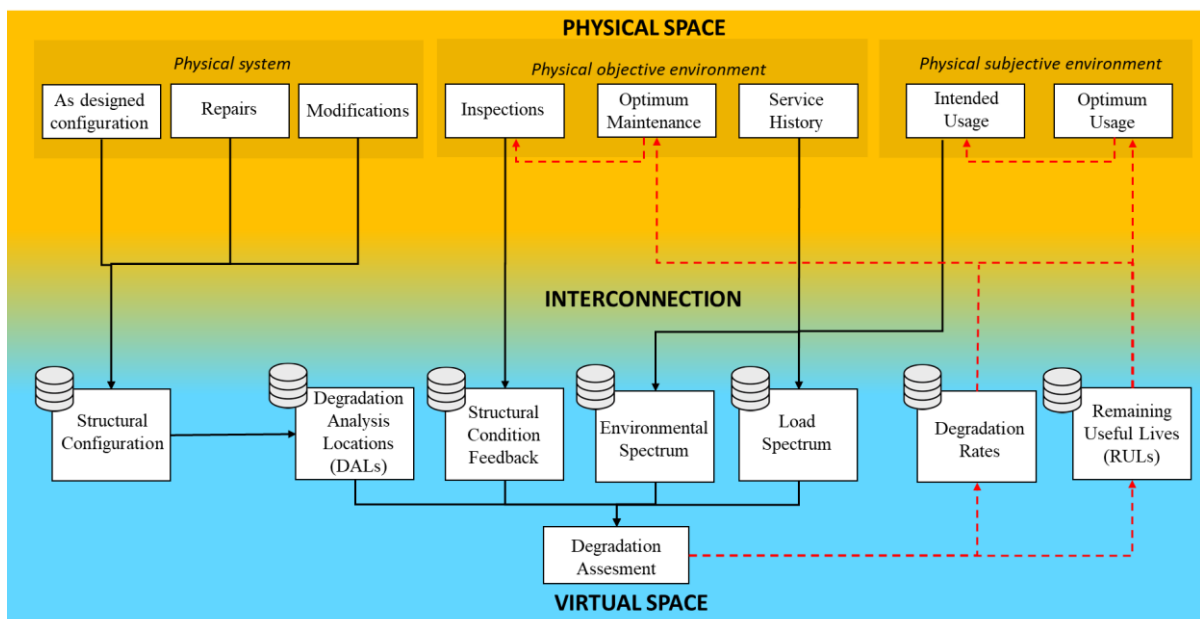 PHYSICAL SPACE
Physical system
As designed
configuration
Repairs
Modifications
Physical objective environment
Inspections
Optimum
Maintenance
Service
History
Physical subjective environment
Intended
Usage
Optimum
Usage
INTERCONNECTION
Structural
Configuration
Degradation
Analysis
Locations
(DALs)
Structural
Condition
Feedback
Environmental
Spectrum
Load
Spectrum
Degradation
Rates
Remaining
Useful Lives
(RULs)
Degradation
Assesment
VIRTUAL SPACE